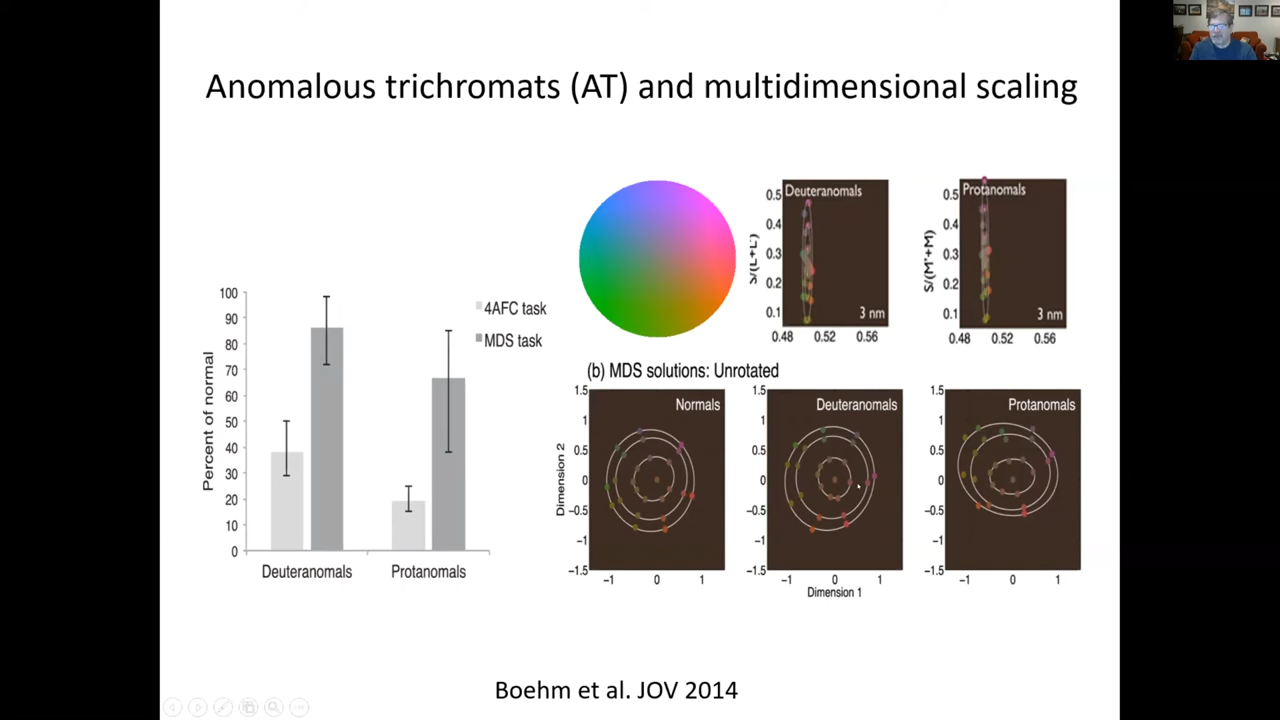 Anomalous trichromats (AT) and multidimensional scaling
100
90
80
70
60
50
40
30
20
10
0
Percent of normal
Deuteranomals
Protanomals
4AFC task
MDS task
Deuteranomals
0.5
0.4
0.3
0.2
0.1
S/(L+L')
3 nm
0.48 0.52 0.56
Protanomals
0.5
0.4
0.3
0.2
0.1
S/(M'+M)
3 nm
0.48 0.52 0.56
(b) MDS solutions: Unrotated
Normals
1.5
1
0.5
0
−0.5
−1
−1.5
Dimension 2
−1 0 1
Deuteranomals
1.5
1
0.5
0
−0.5
−1
−1.5
−1 0 1
Dimension 1
Protanomals
1.5
1
0.5
0
−0.5
−1
−1.5
−1 0 1
Boehm et al. JOV 2014